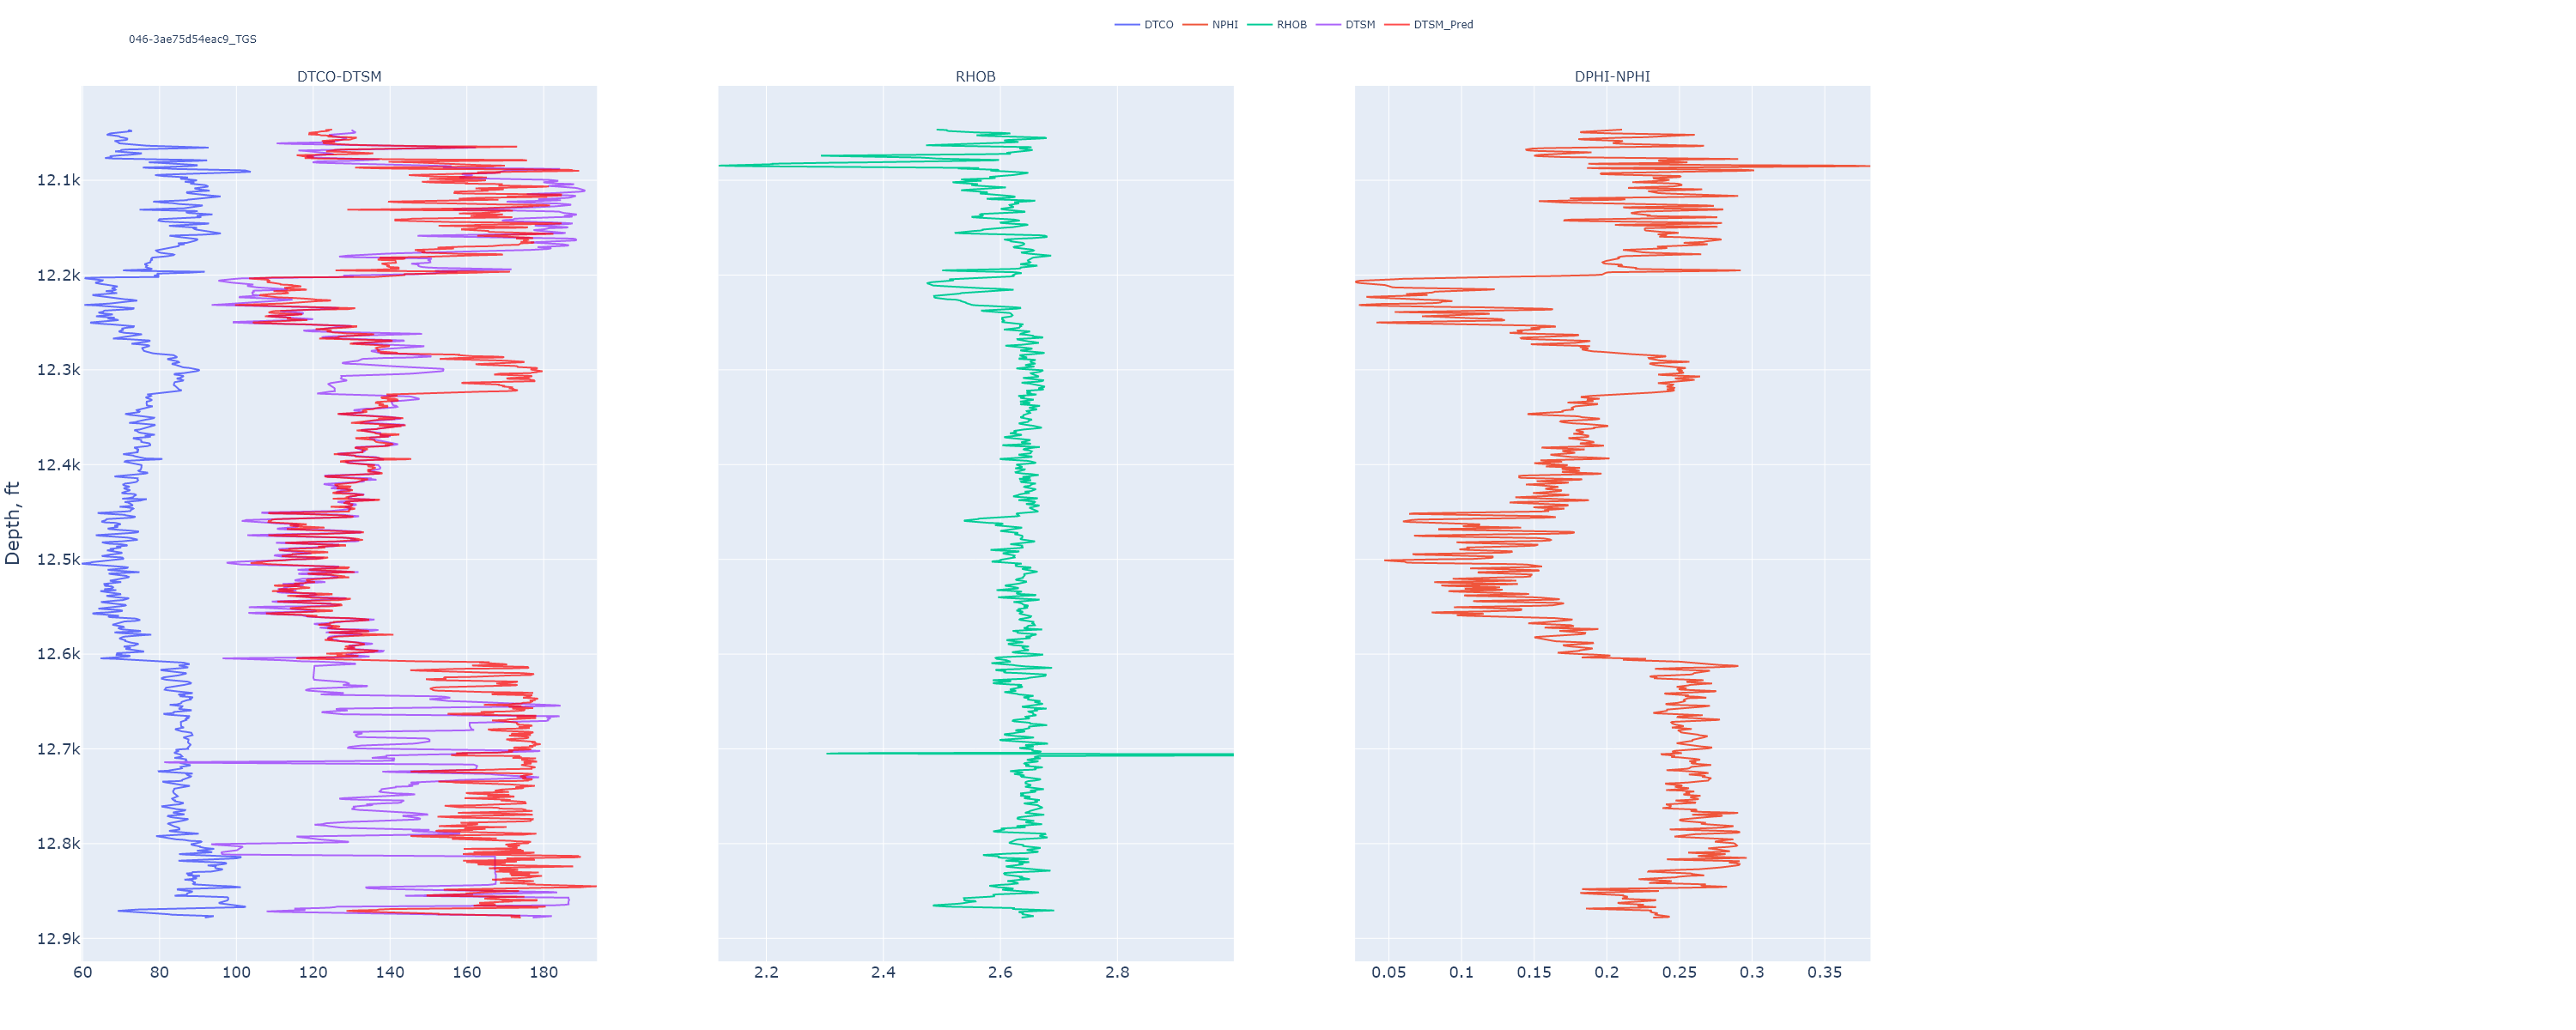 DTCO NPHI RHOB DTSM DTSM_Pred
046-3ae75d54eac9_TGS
DTCO-DTSM RHOB DPHI-NPHI
Depth, ft
12.1k
12.2k
12.3k
12.4k
12.5k
12.6k
12.7k
12.8k
12.9k
60 80 100 120 140 160 180 2.2 2.4 2.6 2.8 0.05 0.1 0.15 0.2 0.25 0.3 0.35